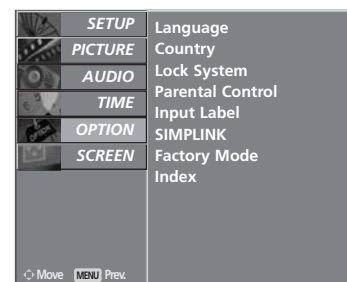 SETUP
PICTURE
AUDIO
TIME
OPTION
SCREEN
Language
Country
Lock System
Parental Control
Input Label
SIMPLINK
Factory Mode
Index
Move MENU Prev.